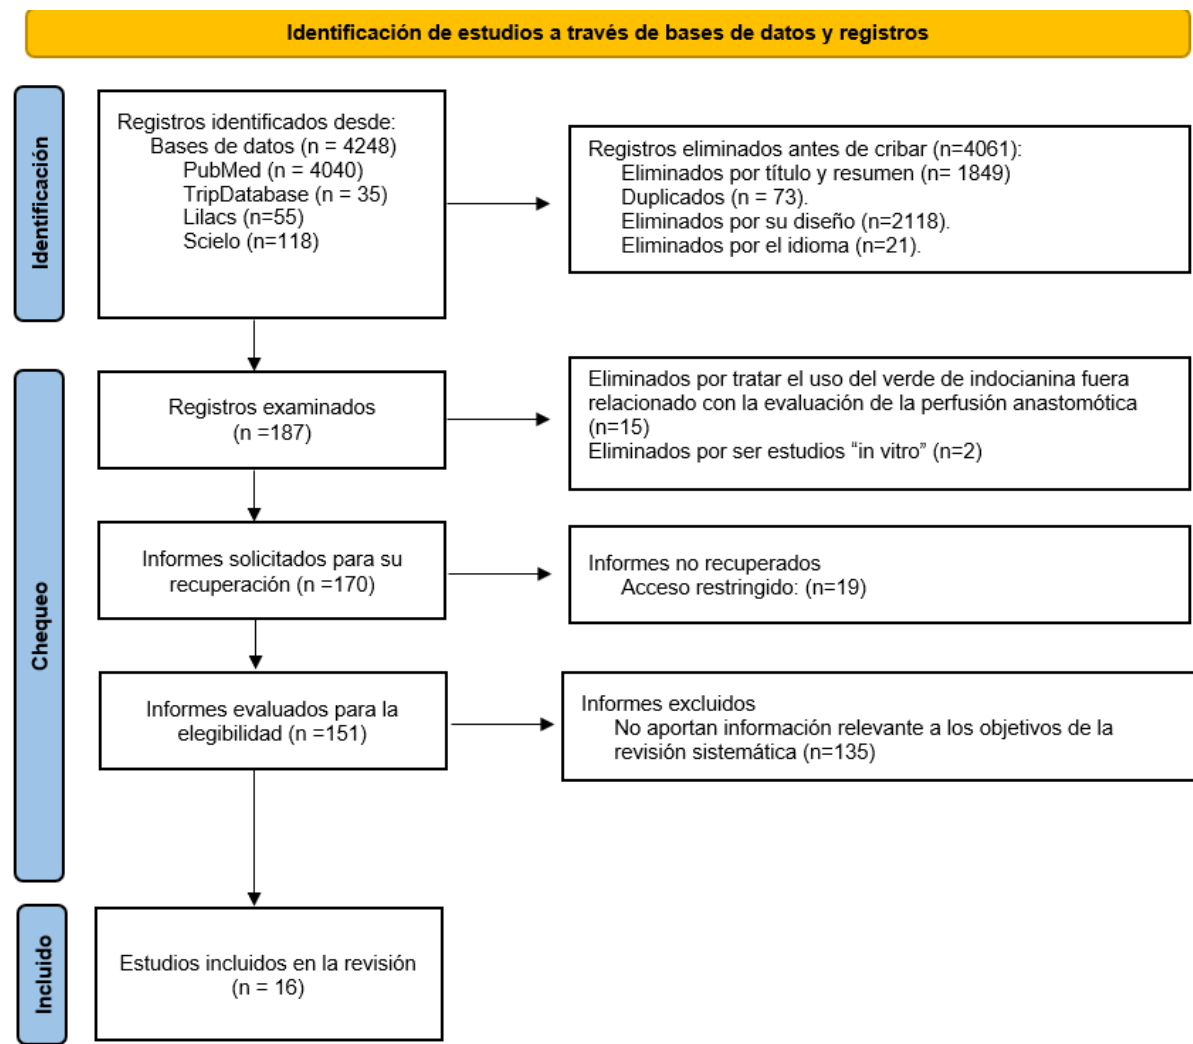 Identificación de estudios a través de bases de datos y registros
Identificación
Registros identificados desde:
Bases de datos (n = 4248)
PubMed (n = 4040)
TripDatabase (n = 35)
Lilacs (n=55)
Scielo (n=118)
Registros eliminados antes de cribar (n=4061):
Eliminados por título y resumen (n= 1849)
Duplicados (n = 73).
Eliminados por su diseño (n=2118).
Eliminados por el idioma (n=21).
Chequeo
Registros examinados
(n =187)
Eliminados por tratar el uso del verde de indocianina fuera
relacionado con la evaluación de la perfusión anastomótica
(n=15)
Eliminados por ser estudios “in vitro” (n=2)
Informes solicitados para su
recuperación (n =170)
Informes no recuperados
Acceso restringido: (n=19)
Informes evaluados para la
elegibilidad (n =151)
Informes excluidos
No aportan información relevante a los objetivos de la
revisión sistemática (n=135)
Incluido
Estudios incluidos en la revisión
(n = 16)